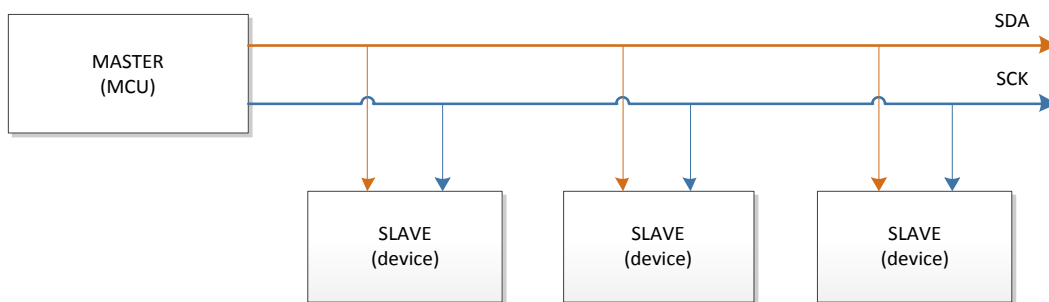 SDA
MASTER
(MCU)
SCK
SLAVE
(device)
SLAVE
(device)
SLAVE
(device)